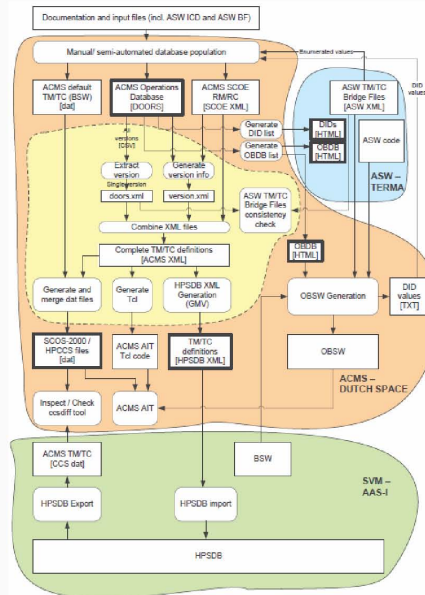 Documentation and input files (incl. ASW ICD and ASW BF)
Manual/ semi-automated database population
Enumerated values
DID
values
ACMS default
TM/TC (BSW)
[dat]
ACMS Operations
Database
[DOORS]
ACMS SCOE
RM/RC
[SCOE XML]
ASW TM/TC
Bridge Files
[ASW XML]
All
versions
[CSV]
Generate
DID list
DIDs
[HTML]
ASW code
Generate
OBDB list
OBDB
[HTML]
Extract
version
Generate
version info
ASW –
TERMA
Single version
doors.xml
version.xml
ASW TM/TC
Bridge Files
consistency
check
Combine XML files
Complete TM/TC definitions
[ACMS XML]
OBDB
[HTML]
Generate and
merge dat files
Generate
Tcl
HPSDB XML
Generation
(GMV)
OBSW Generation
DID
values
[TXT]
SCOS-2000 /
HPCCS files
[dat]
ACMS AIT
Tcl code
TM/TC
definitions
[HPSDB XML]
OBSW
Inspect / Check
ccsdiff tool
ACMS AIT
ACMS –
DUTCH SPACE
ACMS TM/TC
[CCS dat]
BSW
SVM –
AAS-I
HPSDB Export
HPSDB import
HPSDB